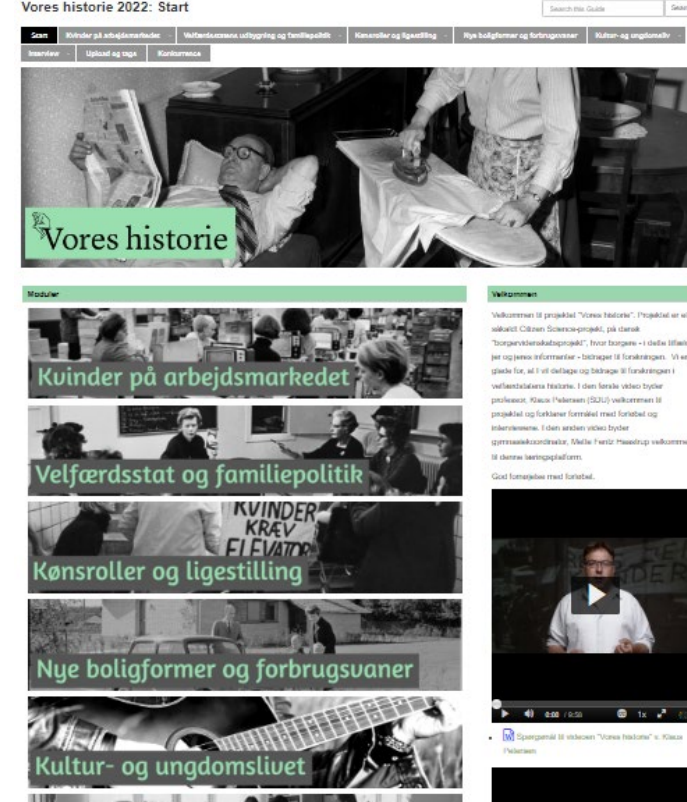 Vores historie 2022: Start
Search this Guide
Start
Kvinder på arbejdsmarkedet
Velfærdsstatens udbygning og familiepolitik
Kønsroller og ligestilling
Nye boligformer og forbrugsvaner
Kultur- og ungdomsliv
Interview
Upload og tags
Konkurrence
Vores historie
Moduler
Kvinder på arbejdsmarkedet
Velfærdsstat og familiepolitik
KVINDER
KRÆV
ELEVATOR
Kønsroller og ligestilling
Nye boligformer og forbrugsvaner
Kultur- og ungdomslivet
Velkommen
Velkommen til projektet "Vores historie". Projektet er
såkaldt Citizen Science-projekt, på dansk
"borgervidenskabsprojekt", hvor borgere - i dette
jer og jeres informanter - bidrager til forskningen. Vi er
glade for, at I vil deltage og bidrage til forskningen i
velfærdstatens historie. I den første video byder
professor, Klaus Petersen (SDU) velkommen til
projektet og forklarer formålet med forløbet og
interviewene. I den anden video byder
gymnasiekoordinator, Mette Fentz Haastrup
til denne læringsplatform.
God fornøjelse med forløbet.
0:00 / 8:58
1x
Spørgsmål til videoen "Vores historie" v. Klaus
Petersen